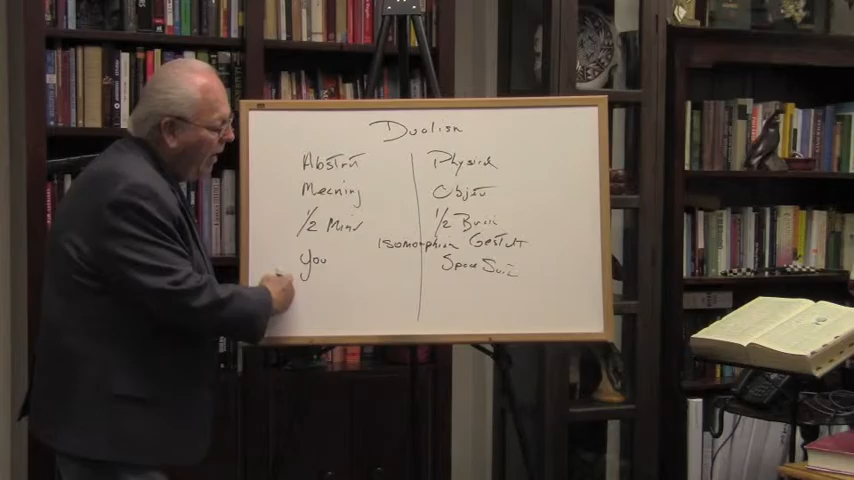 Dualism
Abstract Physical
Meaning Object
1/2 Mind 1/2 Brain
Isomorphism Gestalt
You Space Suit